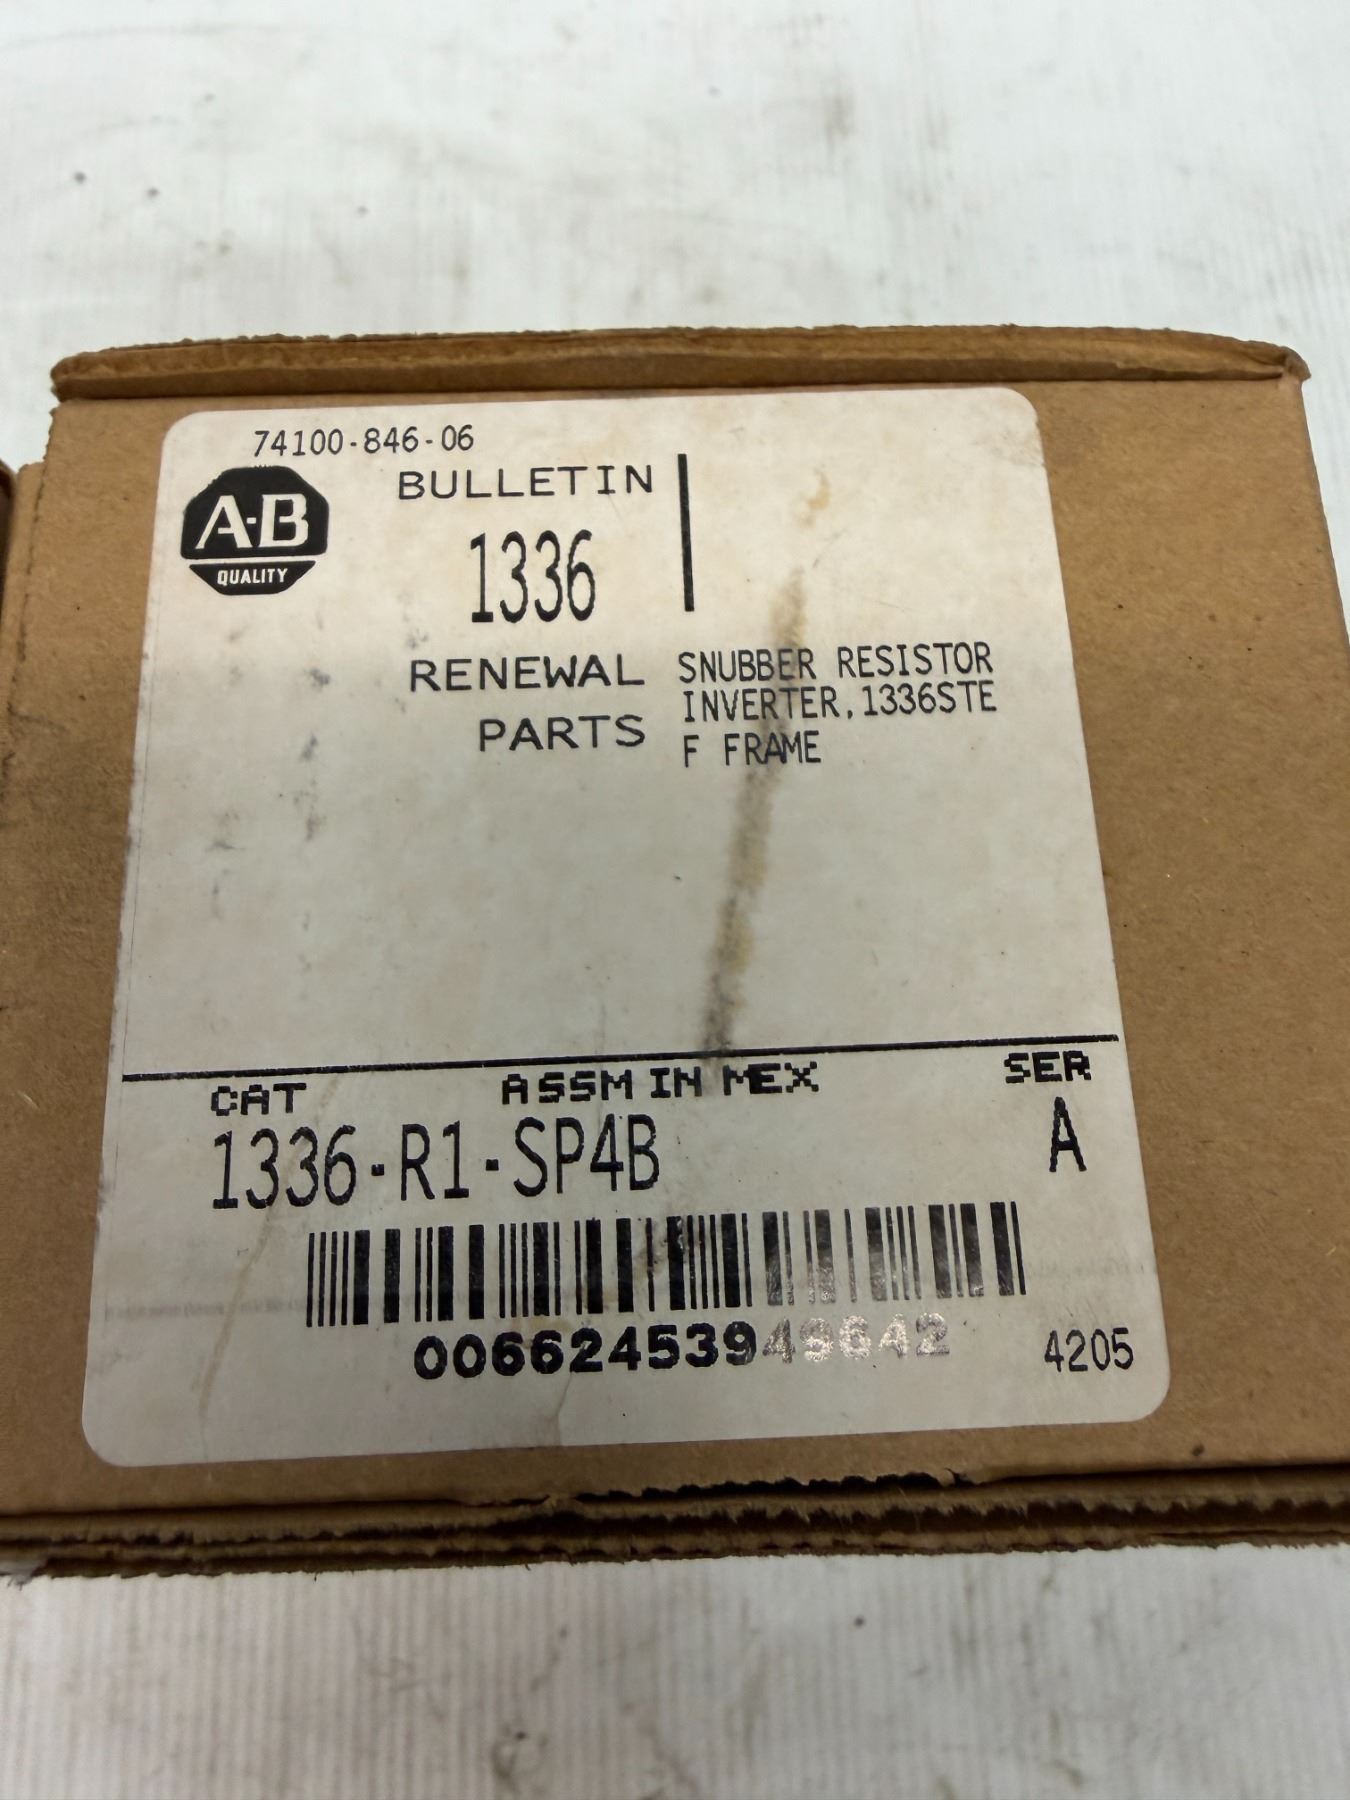 74100-846-06
A-B
QUALITY
BULLETIN
1336
RENEWAL
PARTS
SNUBBER RESISTOR
INVERTER,1336STE
F FRAME
CAT
ASSM IN MEX
SER
1336-R1-SP4B
A
00662453949642
4205